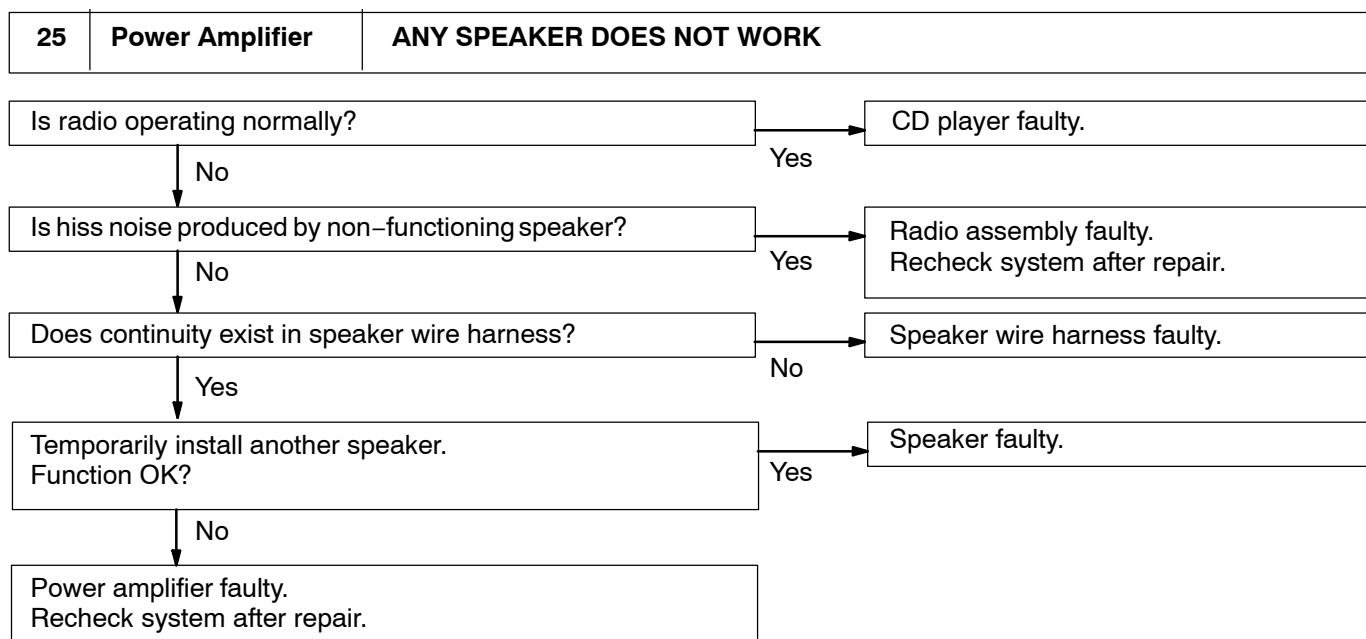 25 Power Amplifier ANY SPEAKER DOES NOT WORK
Is radio operating normally?
CD player faulty.
Yes
No
Is hiss noise produced by non−functioning speaker?
Radio assembly faulty.
Recheck system after repair.
Yes
No
Does continuity exist in speaker wire harness?
Speaker wire harness faulty.
No
Yes
Temporarily install another speaker.
Function OK?
Speaker faulty.
Yes
No
Power amplifier faulty.
Recheck system after repair.